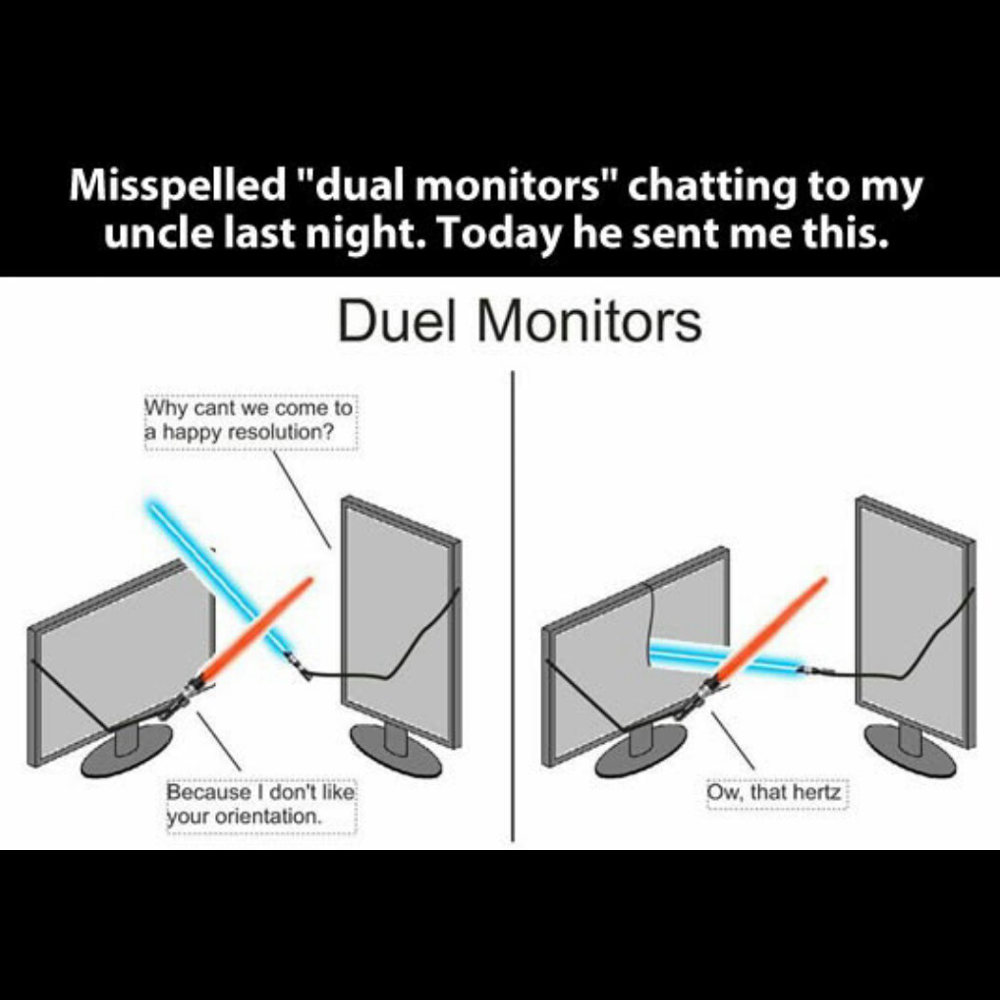 Misspelled "dual monitors" chatting to my
uncle last night. Today he sent me this.
Duel Monitors
Why cant we come to
a happy resolution?
Because I don't like
your orientation.
Ow, that hertz